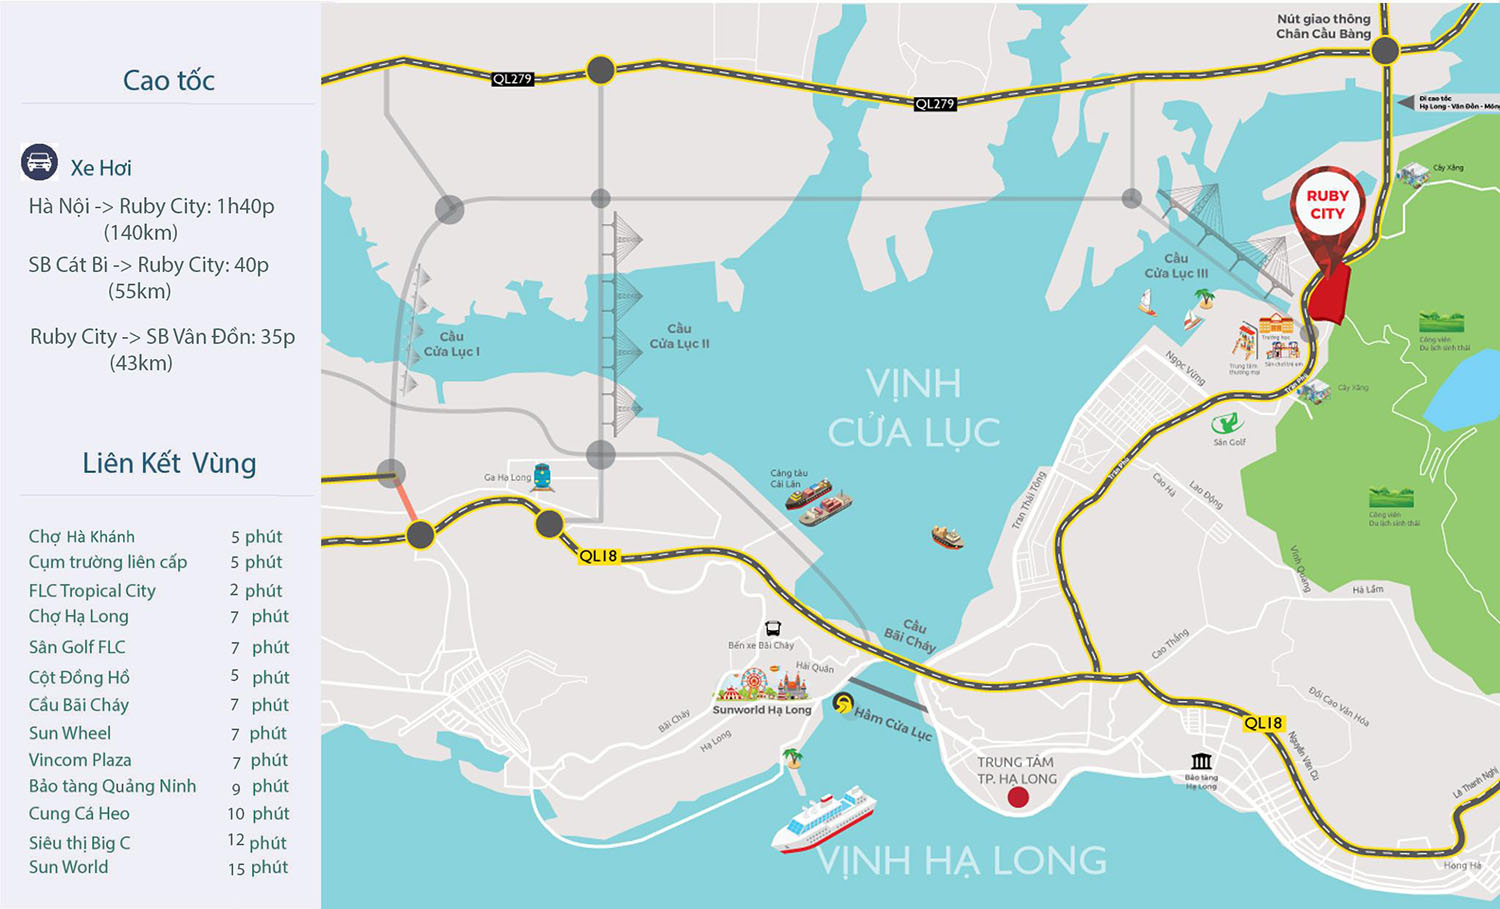 Cao tốc
Xe Hơi
Hà Nội -> Ruby City: 1h40p
(140km)
SB Cát Bi -> Ruby City: 40p
(55km)
Ruby City -> SB Vân Đồn: 35p
(43km)
Liên Kết Vùng
Chợ Hà Khánh 5 phút
Cụm trường liên cấp 5 phút
FLC Tropical City 2 phút
Chợ Hạ Long 7 phút
Sân Golf FLC 7 phút
Cột Đồng Hồ 5 phút
Cầu Bãi Cháy 7 phút
Sun Wheel 7 phút
Vincom Plaza 7 phút
Bảo tàng Quảng Ninh 9 phút
Cung Cá Heo 10 phút
Siêu thị Big C 12 phút
Sun World 15 phút
Nút giao thông
Chân Cầu Bàng
QL279
QL279
Đi cao tốc
Hạ Long - Vân Đồn - Món
Cây Xăng
RUBY
CITY
Cầu
Cửa Lục III
Cầu
Cửa Lục I
Cầu
Cửa Lục II
Trường học
Trung tâm
thương mại
Sân chơi trẻ em
Công viên
Du lịch sinh thái
Ngọc Vừng
Trần Phú
Cây Xăng
VỊNH
CỬA LỤC
Sân Golf
Ga Hạ Long
Cảng tàu
Cái Lân
Trần Phú
Cao Hà
Lao Động
Tran Thái Tông
Công viên
Du lịch sinh thái
QL18
Vinh Quang
Hà Lầm
Cầu
Bãi Cháy
Bến xe Bãi Cháy
Hải Quân
Cao Thắng
Sunworld Hạ Long
Bãi Cháy
Hạ Long
Hầm Cửa Lục
Đồi Cao Văn Hóa
QL18
Nguyễn Văn Cừ
TRUNG TÂM
TP. HẠ LONG
Bảo tàng
Hạ Long
Lê Thanh Nghị
VỊNH HẠ LONG
Hồng Hà